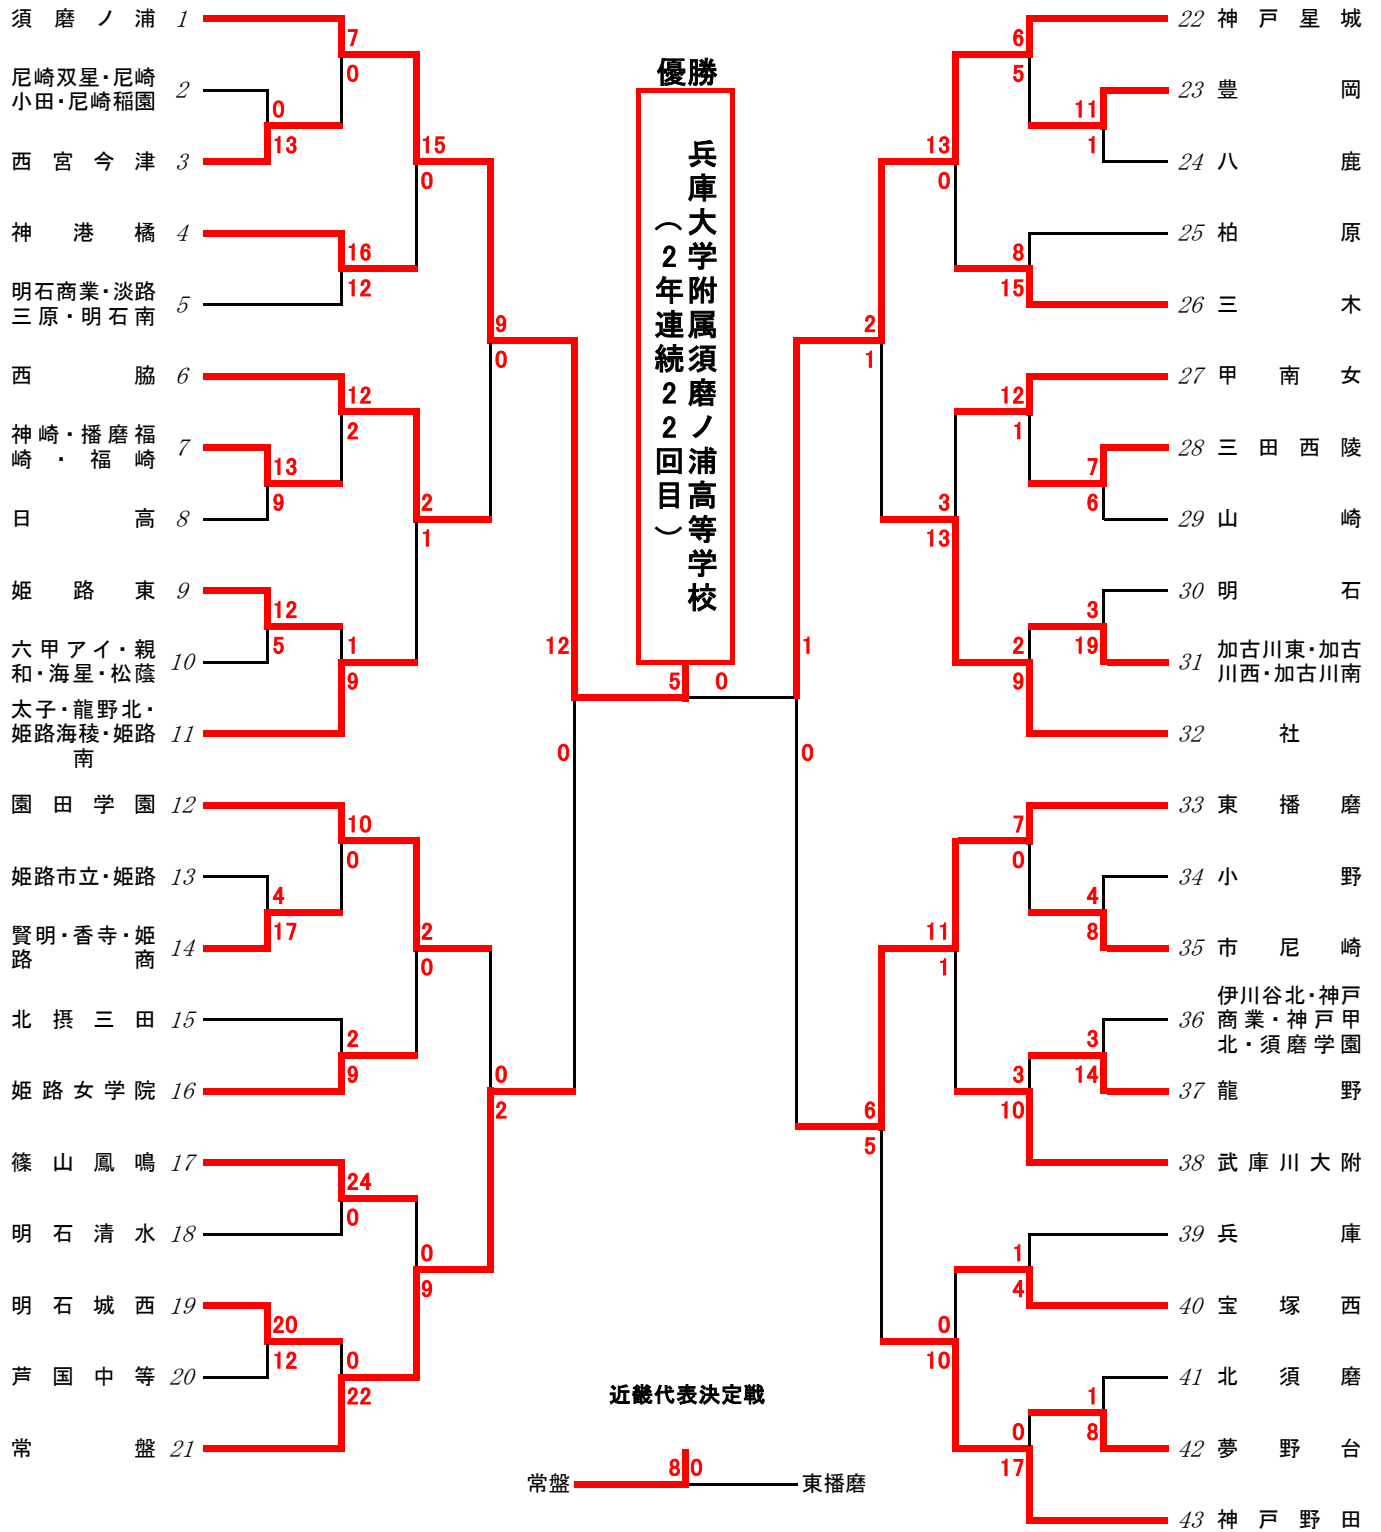 須磨ノ浦 1
尼崎双星・尼崎
小田・尼崎稲園 2
西宮今津 3
神港橘 4
明石商業・淡路
三原・明石南 5
西脇 6
神崎・播磨福
崎・福崎 7
日高 8
姫路東 9
六甲アイ・親
和・海星・松蔭 10
太子・龍野北・
姫路海稜・姫路 11
南
園田学園 12
姫路市立・姫路 13
賢明・香寺・姫
路商 14
北摂三田 15
姫路女学院 16
篠山鳳鳴 17
明石清水 18
明石城西 19
芦国中等 20
常盤 21
7
0
0
13
15
0
16
12
9
0
12
2
13
9
2
1
12
5
1
9
12
0
10
0
4
17
2
0
2
9
0
2
24
0
0
9
20
12
0
22
優勝
兵庫大学附属須磨ノ浦高等学校
（２年連続２２回目）
5 0
近畿代表決定戦
常盤 8 0 東播磨
6
5
11
1
13
0
8
15
2
1
12
1
7
6
3
13
3
19
2
9
1
0
7
0
4
8
11
1
3
14
3
10
6
5
1
4
0
10
1
8
0
17
22 神戸星城
23 豊岡
24 八鹿
25 柏原
26 三木
27 甲南女
28 三田西陵
29 山崎
30 明石
31 加古川東・加古
川西・加古川南
32 社
33 東播磨
34 小野
35 市尼崎
伊川谷北・神戸
36 商業・神戸甲
北・須磨学園
37 龍野
38 武庫川大附
39 兵庫
40 宝塚西
41 北須磨
42 夢野台
43 神戸野田